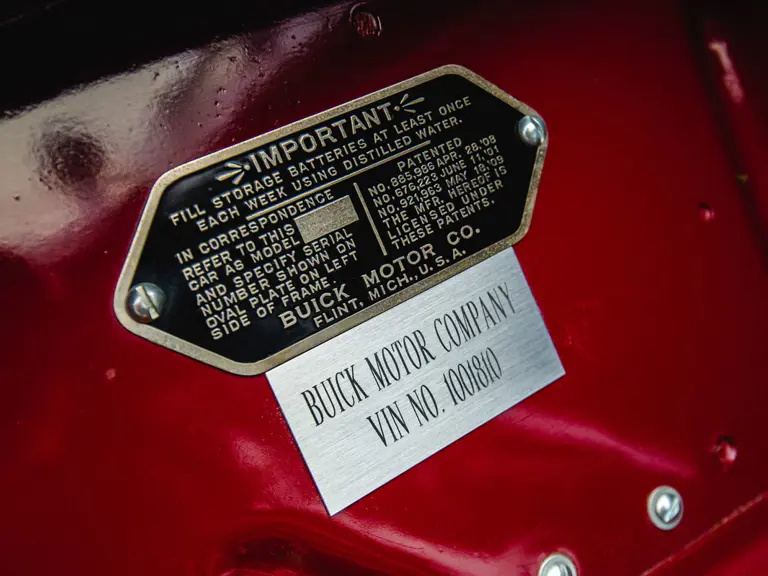 IMPORTANT
FILL STORAGE BATTERIES AT LEAST ONCE
EACH WEEK USING DISTILLED WATER.
IN CORRESPONDENCE
REFER TO THIS
CAR AS MODEL
AND SPECIFY SERIAL
NUMBER SHOWN ON
OVAL PLATE ON LEFT
SIDE OF FRAME.
PATENTED
NO. 885,986 APR. 28,'08
NO. 676,223 JUNE 11,'01
NO. 921,963 MAY 18,'09
THE MFR. HEREOF IS
LICENSED UNDER
THESE PATENTS.
BUICK MOTOR CO.
FLINT, MICH., U.S.A.
BUICK MOTOR COMPANY
VIN NO. 1001810